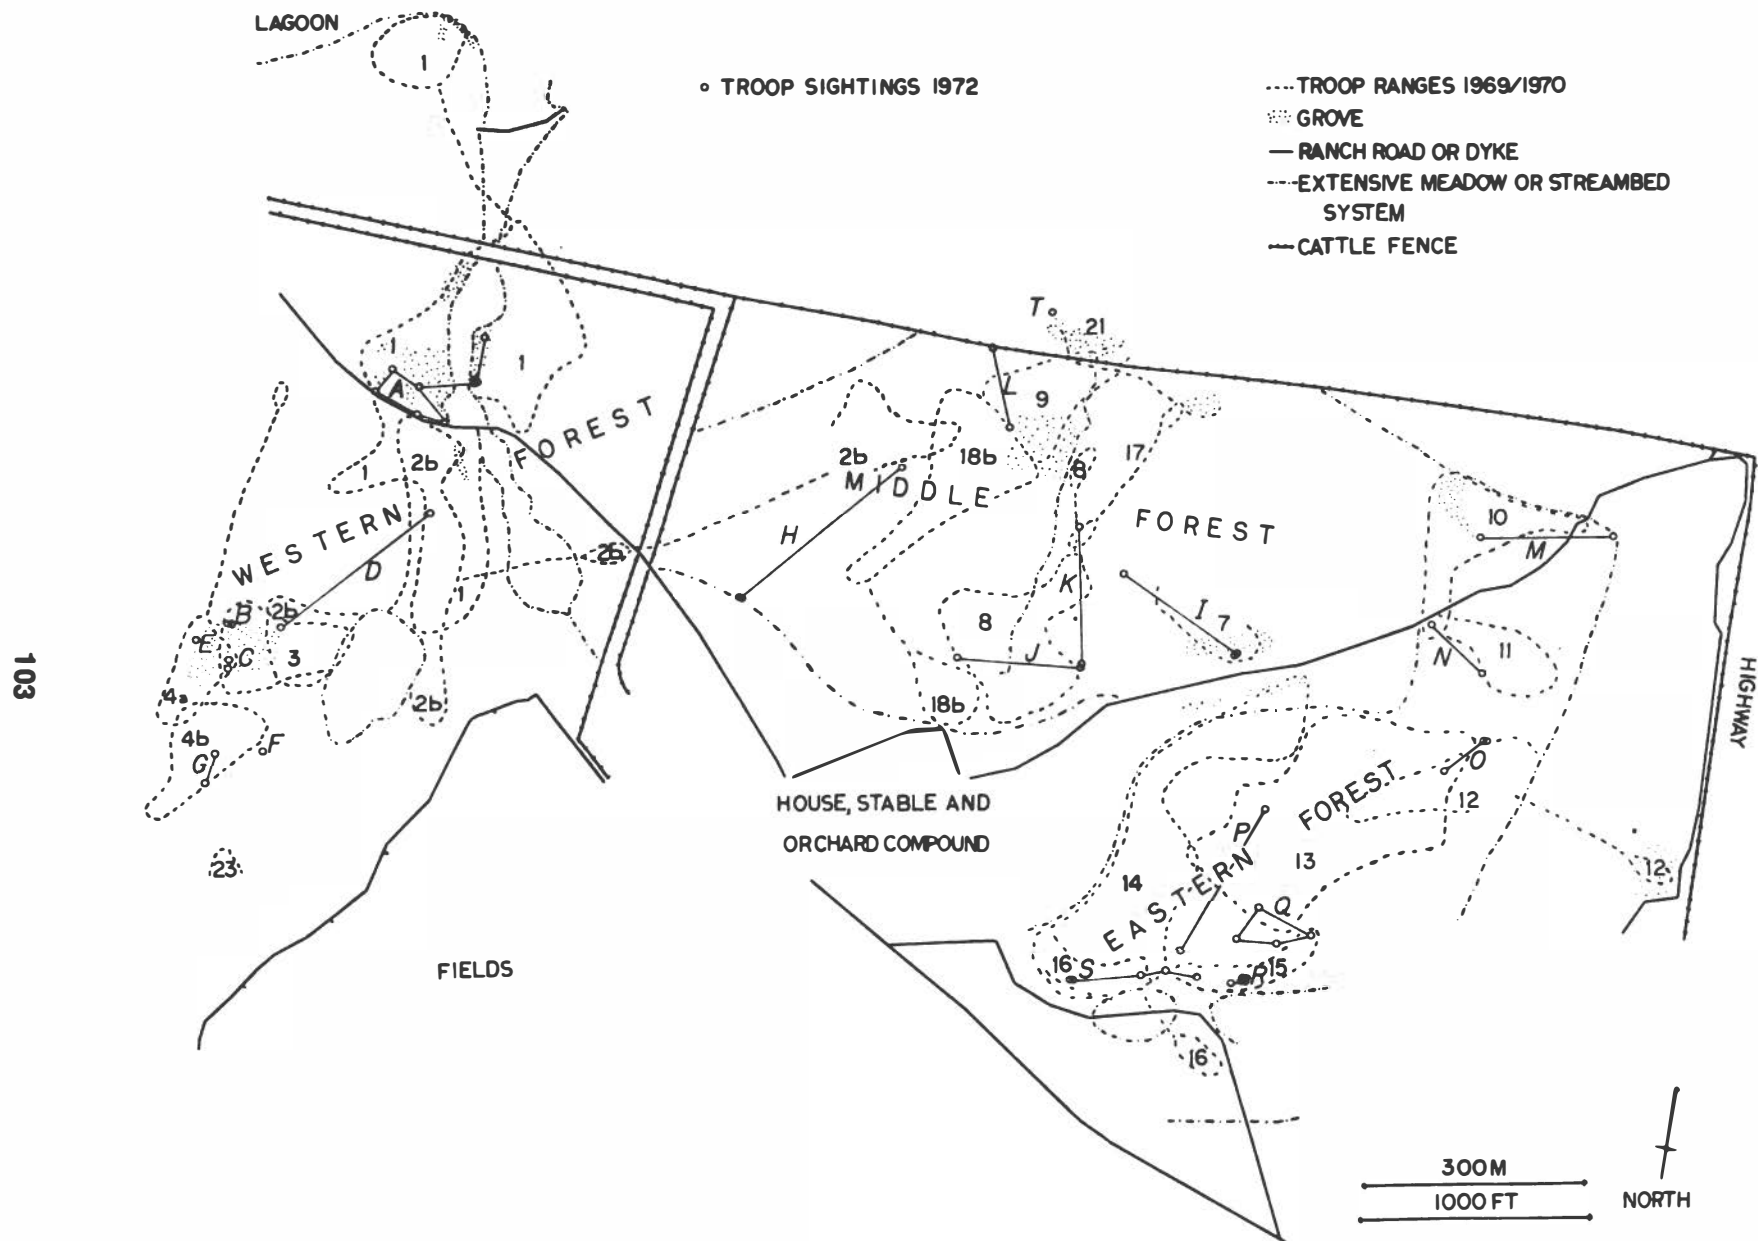 LAGOON
1
TROOP SIGHTINGS 1972
TROOP RANGES 1969/1970
GROVE
RANCH ROAD OR DYKE
EXTENSIVE MEADOW OR STREAMBED
SYSTEM
CATTLE FENCE
T
21
1
1
A
L
9
FOREST
1
2b
2b
18b
8
17
MIDDLE
FOREST
10
M
WESTERN
H
D
2b
K
1
I
7
B
2b
E
C
3
8
J
N
11
4a
2b
18b
4b
F
G
O
HIGHWAY
103
HOUSE, STABLE AND
ORCHARD COMPOUND
FOREST
12
P
13
23
14
12
EASTERN
Q
FIELDS
16
S
R
15
16
300M
1000 FT
NORTH